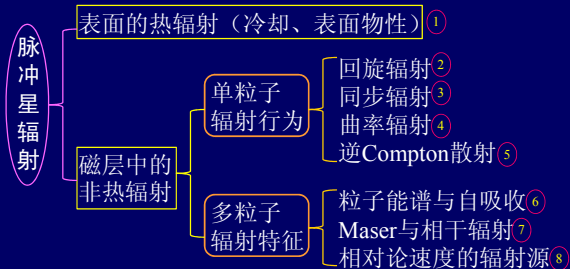 脉冲星辐射
表面的热辐射（冷却、表面物性）①
磁层中的
非热辐射
单粒子
辐射行为
回旋辐射②
同步辐射③
曲率辐射④
逆Compton散射⑤
多粒子
辐射特征
粒子能谱与自吸收⑥
Maser与相干辐射⑦
相对论速度的辐射源⑧